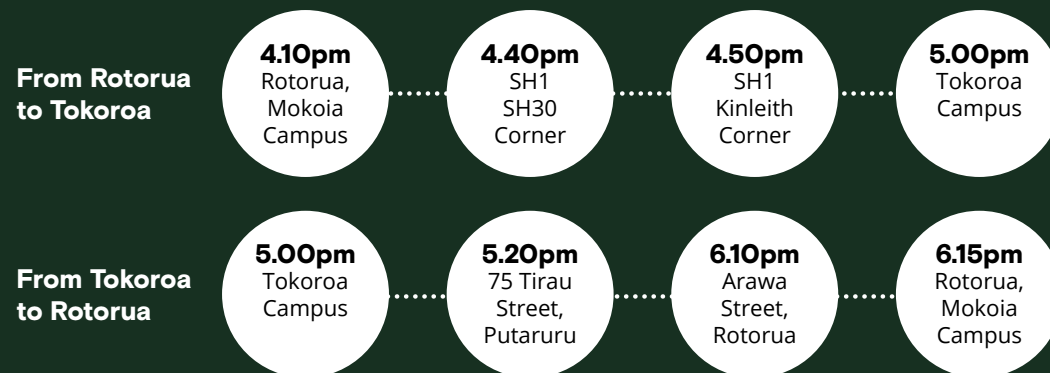 From Rotorua
to Tokoroa
4.10pm
Rotorua,
Mokoia
Campus
4.40pm
SH1
SH30
Corner
4.50pm
SH1
Kinleith
Corner
5.00pm
Tokoroa
Campus
From Tokoroa
to Rotorua
5.00pm
Tokoroa
Campus
5.20pm
75 Tirau
Street,
Putaruru
6.10pm
Arawa
Street,
Rotorua
6.15pm
Rotorua,
Mokoia
Campus